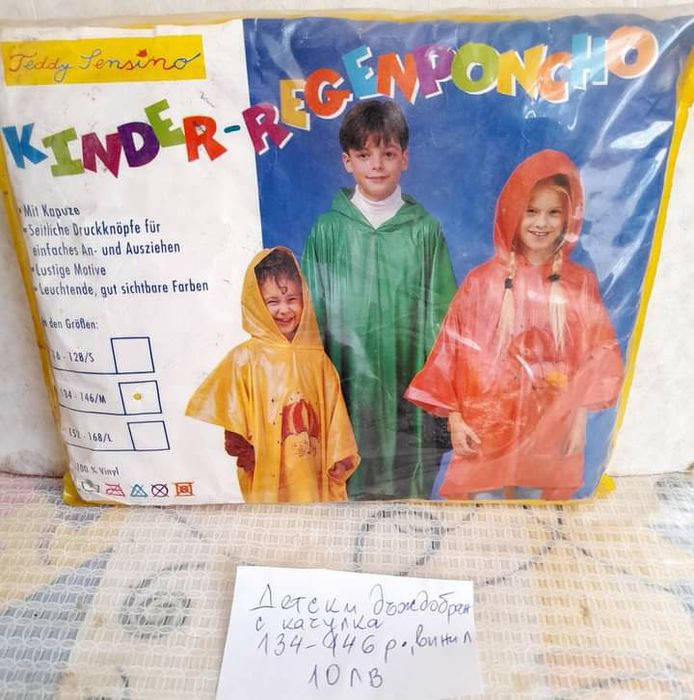 Teddy Sensino
KINDER-REGENPONCHO
• Mit Kapuze
• Seitliche Druckknöpfe für
einfaches An- und Ausziehen
• Lustige Motive
• Leuchtende, gut sichtbare Farben
den Größen:
6 - 128/S
134 - 146/M
152 - 168/L
100 % Vinyl
Детски дъждобран
с качулка
134-146 р., винил
10 лв